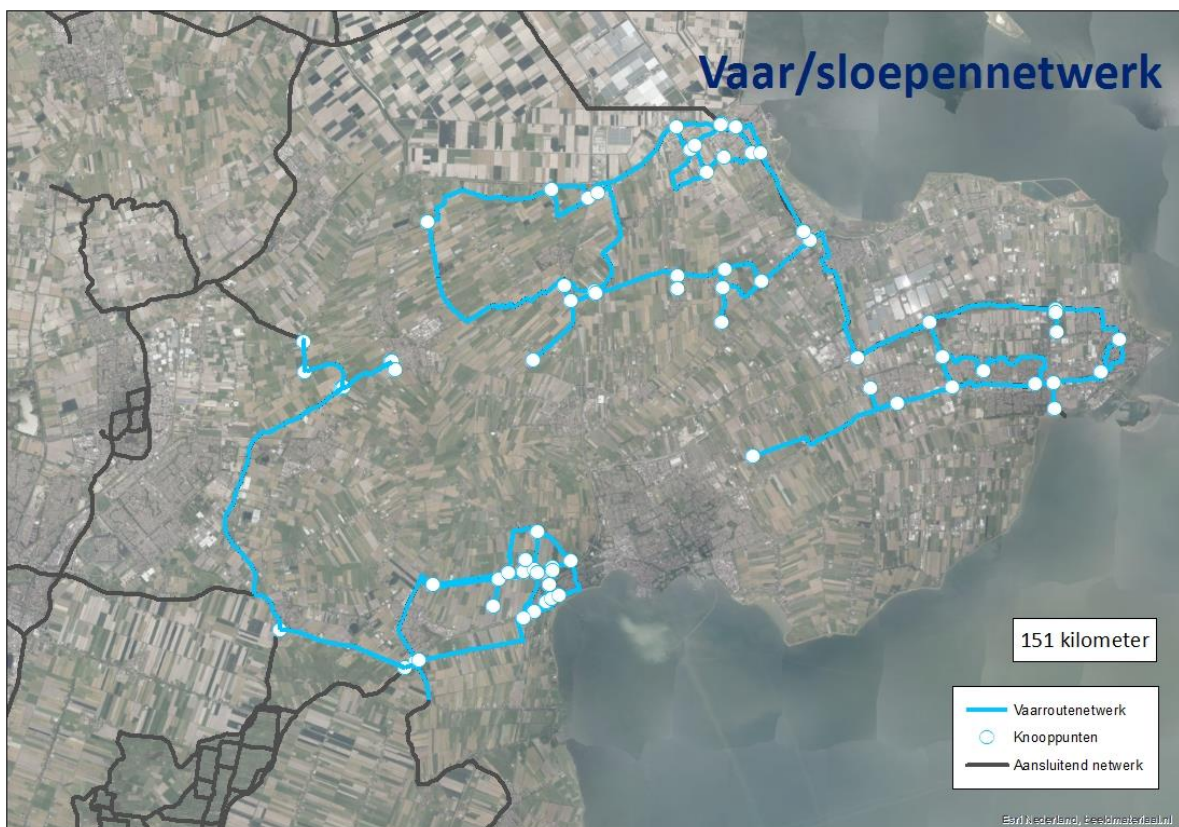 Vaar/sloepennetwerk
151 kilometer
Vaarroutenetwerk
Knooppunten
Aansluitend netwerk
Esri Nederland, beeldmateriaal.nl